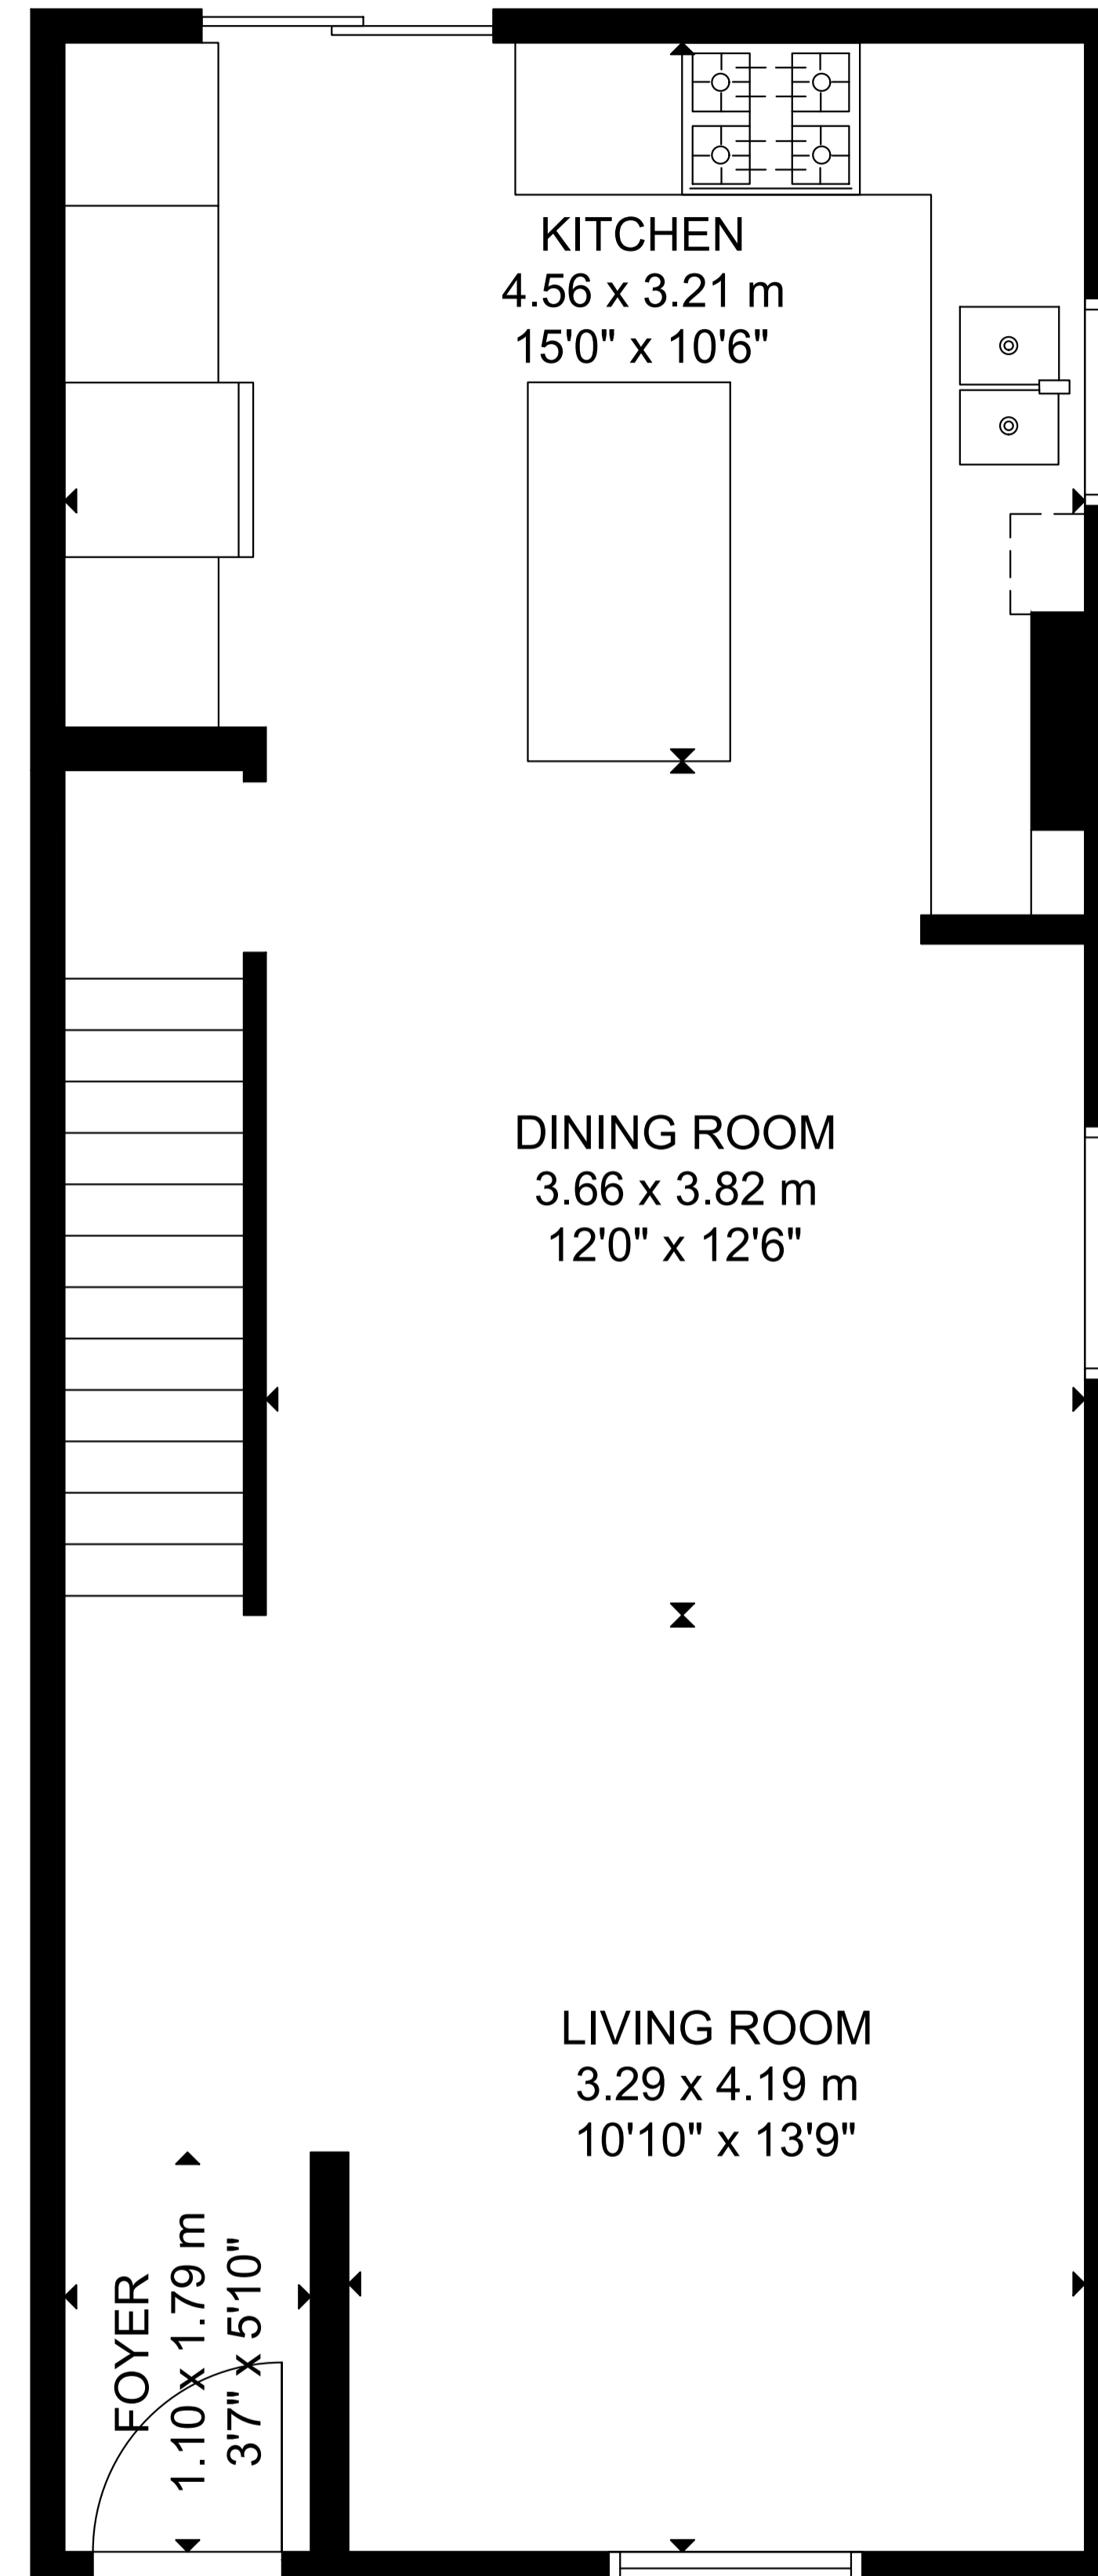 KITCHEN
4.56 x 3.21 m
15'0" x 10'6"
DINING ROOM
3.66 x 3.82 m
12'0" x 12'6"
LIVING ROOM
3.29 x 4.19 m
10'10" x 13'9"
FOYER
1.10 x 1.79 m
3'7" x 5'10"